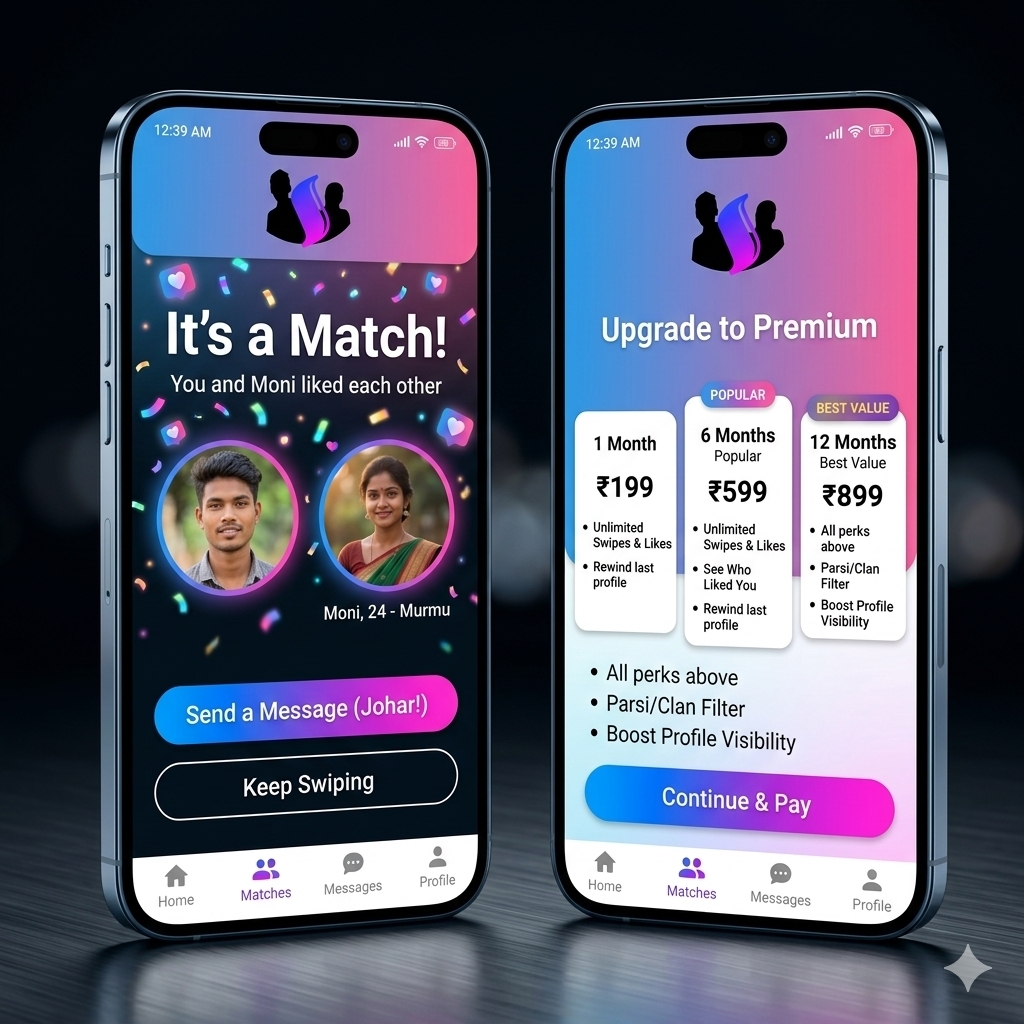 12:39 AM
It's a Match!
You and Moni liked each other
Moni, 24 - Murmu
Send a Message (Johar!)
Keep Swiping
Home
Matches
Messages
Profile
12:39 AM
Upgrade to Premium
1 Month
₹199
• Unlimited
Swipes & Likes
• Rewind last
profile
POPULAR
6 Months
Popular
₹599
• Unlimited
Swipes & Likes
• See Who
Liked You
• Rewind last
profile
BEST VALUE
12 Months
Best Value
₹899
• All perks
above
• Parsi/Clan
Filter
• Boost Profile
Visibility
• All perks above
• Parsi/Clan Filter
• Boost Profile Visibility
Continue & Pay
Home
Matches
Messages
Profile